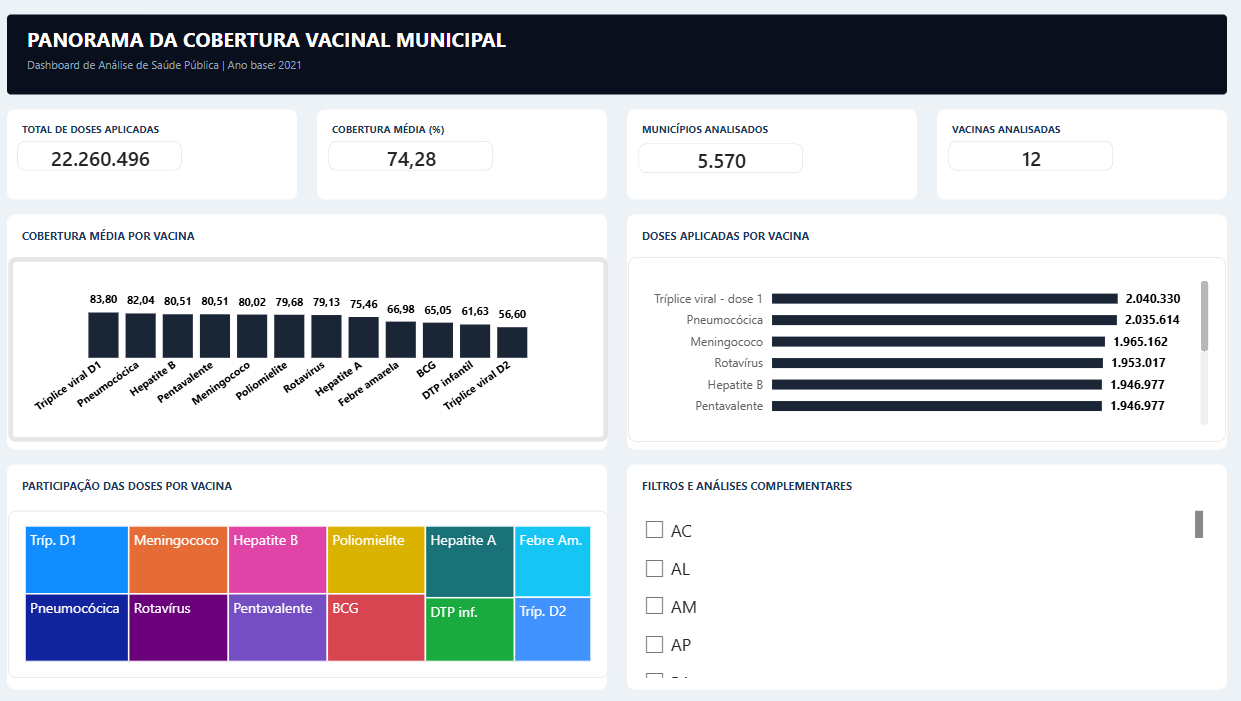 PANORAMA DA COBERTURA VACINAL MUNICIPAL
Dashboard de Análise de Saúde Pública | Ano base: 2021
TOTAL DE DOSES APLICADAS
22.260.496
COBERTURA MÉDIA (%)
74,28
MUNICÍPIOS ANALISADOS
5.570
VACINAS ANALISADAS
12
COBERTURA MÉDIA POR VACINA
83,80 82,04 80,51 80,51 80,02 79,68 79,13 75,46 66,98 65,05 61,63 56,60
Tríplice viral D1
Pneumocócica
Hepatite B
Pentavalente
Meningococo
Poliomielite
Rotavírus
Hepatite A
Febre amarela
BCG
DTP infantil
Tríplice viral D2
DOSES APLICADAS POR VACINA
Tríplice viral - dose 1 2.040.330
Pneumocócica 2.035.614
Meningococo 1.965.162
Rotavírus 1.953.017
Hepatite B 1.946.977
Pentavalente 1.946.977
PARTICIPAÇÃO DAS DOSES POR VACINA
Tríp. D1 Meningococo Hepatite B Poliomielite Hepatite A Febre Am.
Pneumocócica Rotavírus Pentavalente BCG DTP inf. Tríp. D2
FILTROS E ANÁLISES COMPLEMENTARES
AC
AL
AM
AP